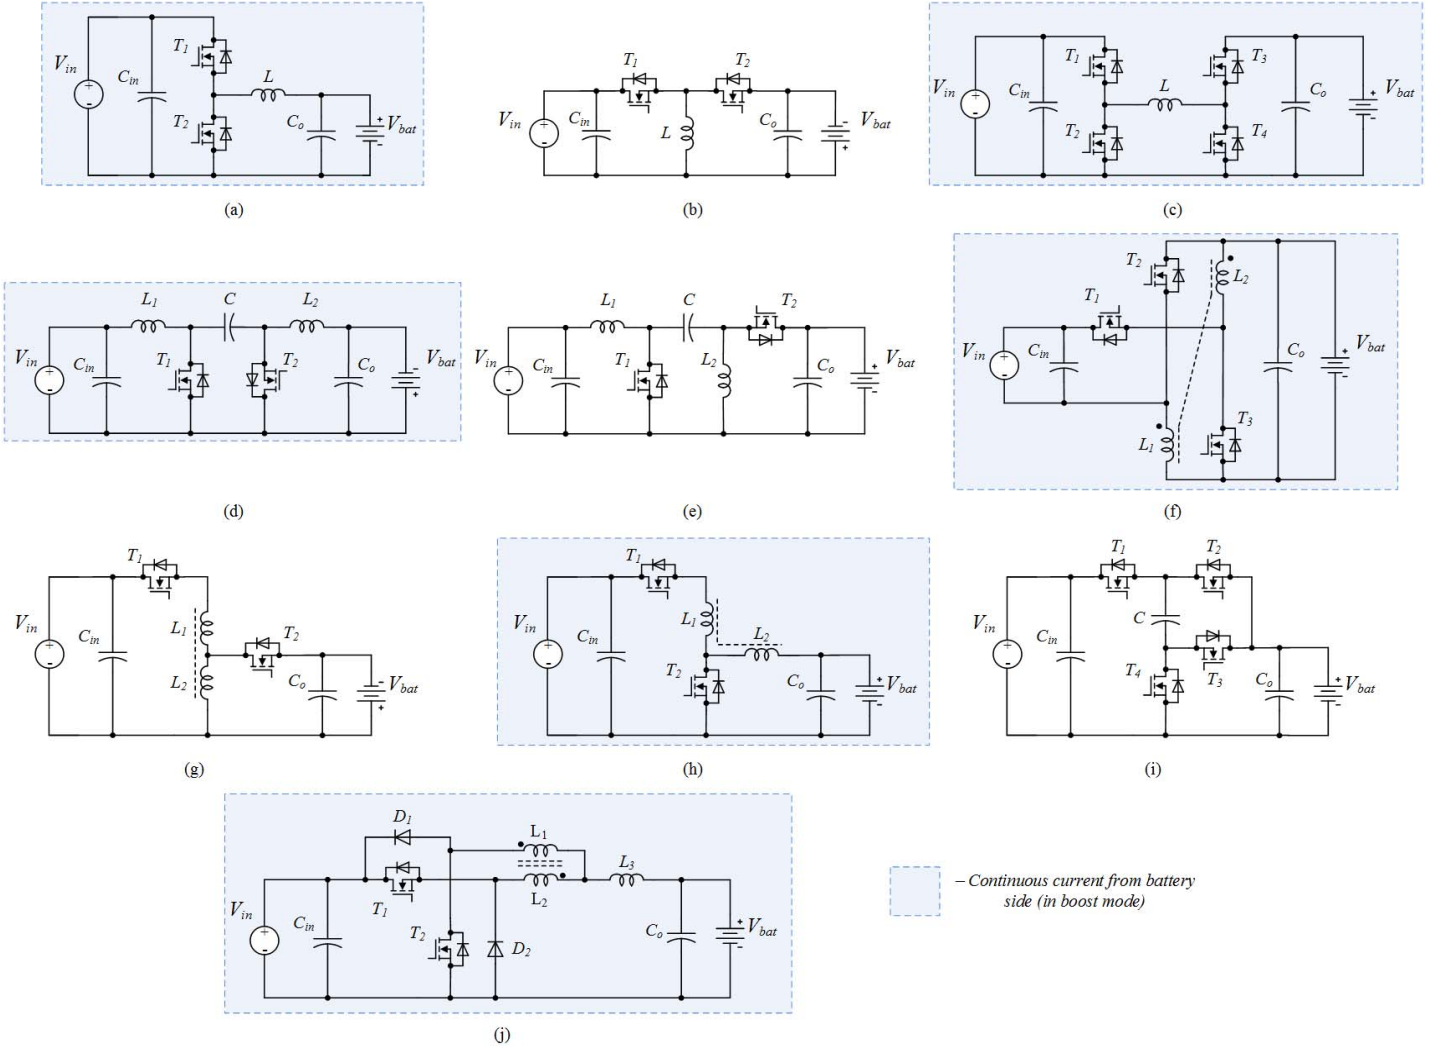 T1
Vin
Cin
L
T2
Co
Vbat
(a)
T1
T2
Vin
Cin
L
Co
Vbat
(b)
T1
T3
Vin
Cin
L
Co
Vbat
T2
T4
(c)
L1
C
L2
Vin
Cin
T1
T2
Co
Vbat
(d)
L1
C
T2
Vin
Cin
T1
L2
Co
Vbat
(e)
T2
L2
T1
Vin
Cin
Co
Vbat
L1
T3
(f)
T1
Vin
Cin
L1
T2
L2
Co
Vbat
(g)
T1
Vin
Cin
L1
L2
T2
Co
Vbat
(h)
T1
T2
Vin
Cin
C
T4
T3
Co
Vbat
(i)
D1
L1
L3
T1
L2
Vin
Cin
T2
D2
Co
Vbat
(j)
– Continuous current from battery
side (in boost mode)